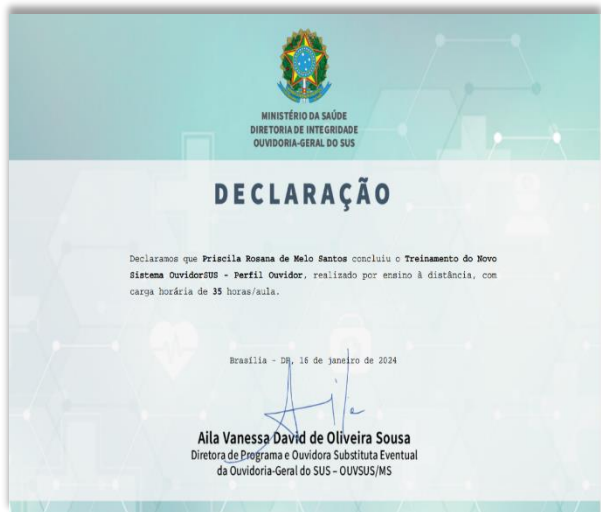 MINISTÉRIO DA SAÚDE
DIRETORIA DE INTEGRIDADE
OUVIDORIA-GERAL DO SUS
DECLARAÇÃO
Declaramos que Priscila Rosana de Melo Santos concluiu o Treinamento do Novo
Sistema OuvidorSUS - Perfil Ouvidor, realizado por ensino à distância, com
carga horária de 35 horas/aula.
Brasília - DF, 16 de janeiro de 2024
Aila
Aila Vanessa David de Oliveira Sousa
Diretora de Programa e Ouvidora Substituta Eventual
da Ouvidoria-Geral do SUS – OUVSUS/MS